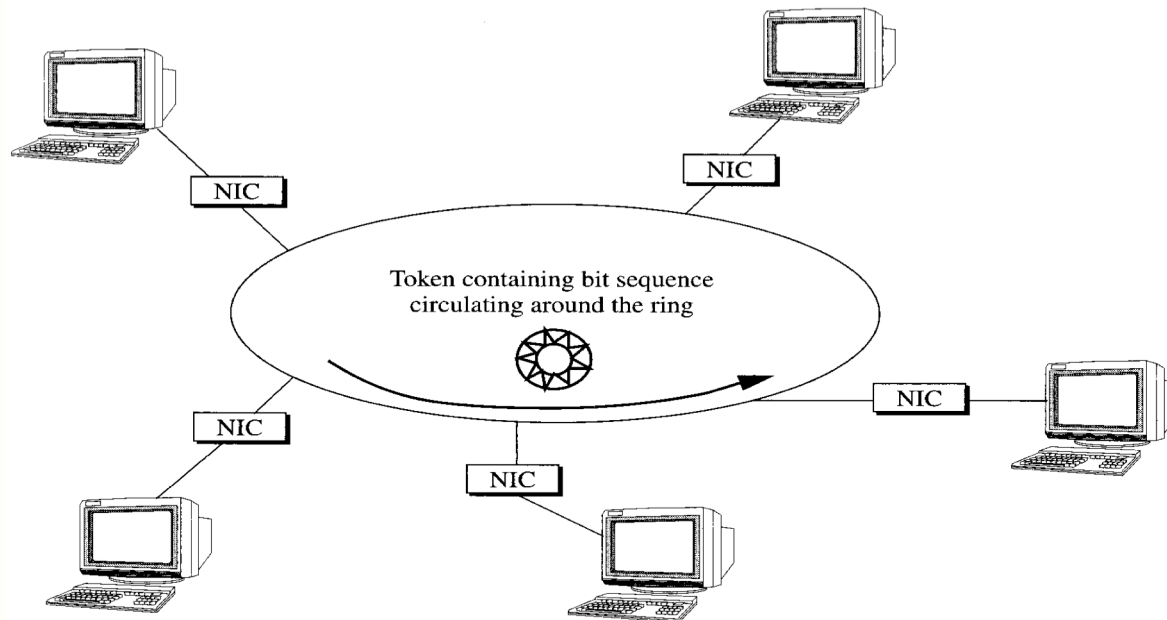 NIC
NIC
Token containing bit sequence
circulating around the ring
NIC
NIC
NIC